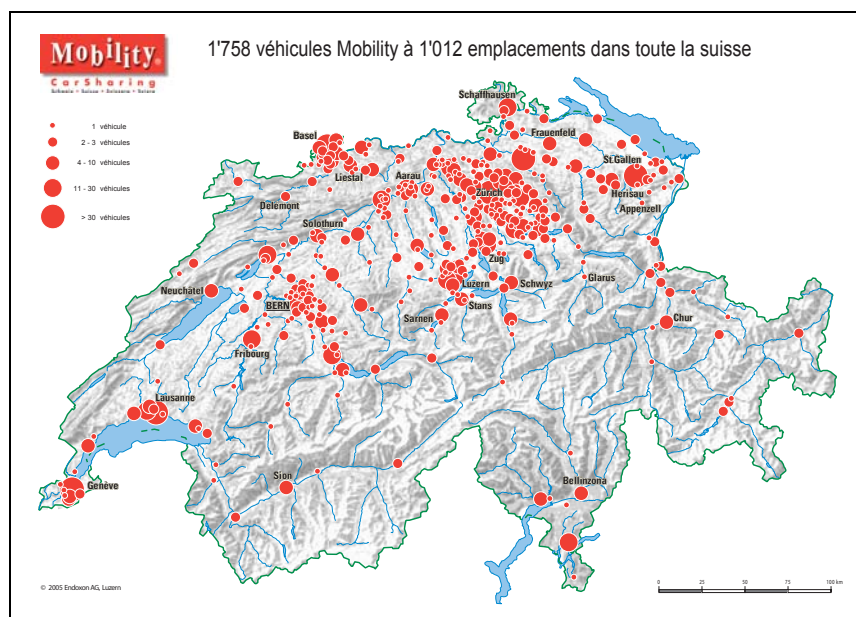 1'758 véhicules Mobility à 1'012 emplacements dans toute la suisse
Mobility®
CarSharing
Schweiz • Suisse • Svizzera • Svizra
1 véhicule
2 - 3 véhicules
4 - 10 véhicules
11 - 30 véhicules
> 30 véhicules
Schaffhausen
Basel
Frauenfeld
Liestal
Aarau
St.Gallen
Zürich
Herisau
Delémont
Appenzell
Solothurn
Zug
Neuchâtel
Luzern
Schwyz
Glarus
BERN
Stans
Sarnen
Chur
Fribourg
Lausanne
Sion
Bellinzona
Genève
© 2005 Endoxon AG, Luzern
0 25 50 75 100 km